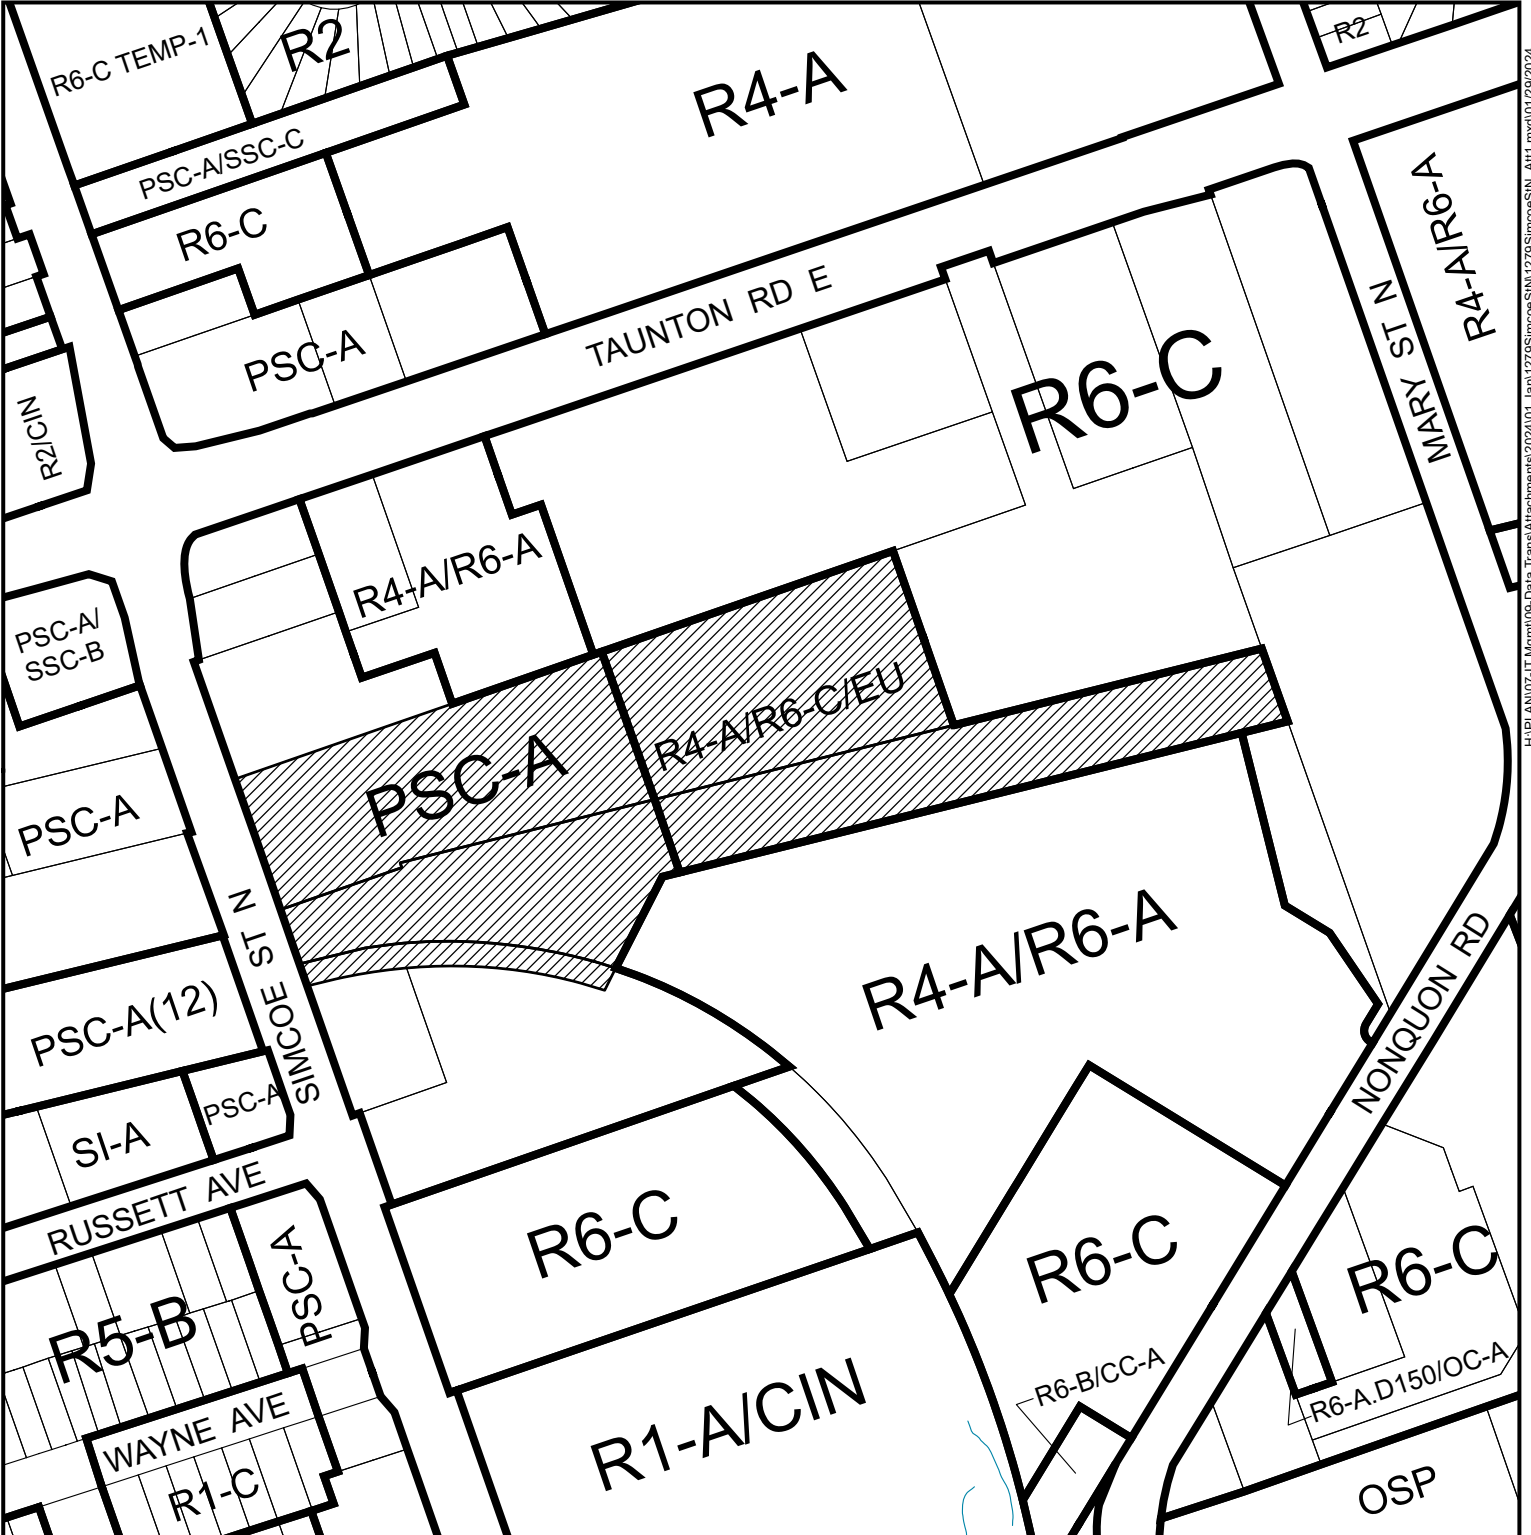 R6-C TEMP-1
R2
R4-A
R2
PSC-A/SSC-C
R6-C
R4-A/R6-A
PSC-A
TAUNTON RD E
MARY ST N
R6-C
R2/CIN
R4-A/R6-A
PSC-A/
SSC-B
R4-A/R6-C/EU
PSC-A
PSC-A
SIMCOE ST N
R4-A/R6-A
NONQUON RD
PSC-A(12)
PSC-A
SI-A
RUSSETT AVE
R6-C
R6-C
R6-C
PSC-A
R5-B
R6-B/CC-A
R6-A.D150/OC-A
WAYNE AVE
R1-A/CIN
R1-C
OSP